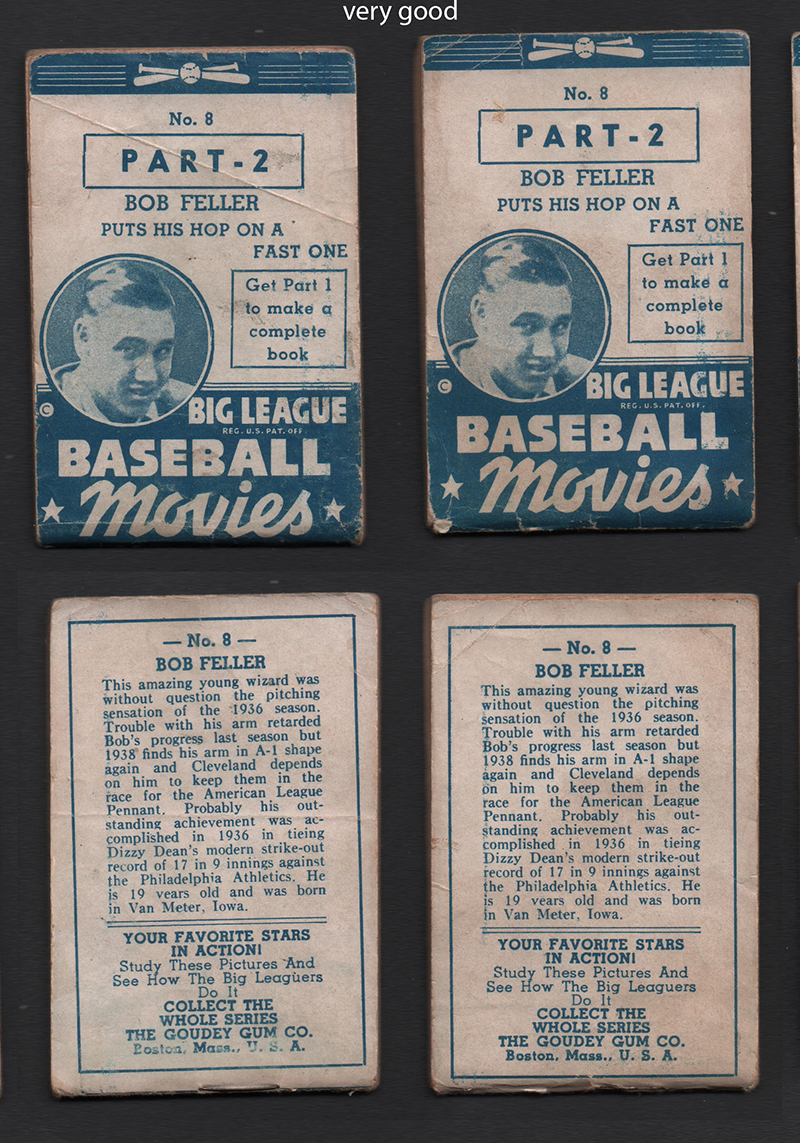 very good
No. 8
PART-2
BOB FELLER
PUTS HIS HOP ON A
FAST ONE
Get Part 1
to make a
complete
book
©
BIG LEAGUE
REG. U.S. PAT. OFF.
BASEBALL
Movies
No. 8
PART-2
BOB FELLER
PUTS HIS HOP ON A
FAST ONE
Get Part 1
to make a
complete
book
©
BIG LEAGUE
REG. U.S. PAT. OFF.
BASEBALL
Movies
— No. 8 —
BOB FELLER
This amazing young wizard was
without question the pitching
sensation of the 1936 season.
Trouble with his arm retarded
Bob's progress last season but
1938 finds his arm in A-1 shape
again and Cleveland depends
on him to keep them in the
race for the American League
Pennant. Probably his out-
standing achievement was ac-
complished in 1936 in tieing
Dizzy Dean's modern strike-out
record of 17 in 9 innings against
the Philadelphia Athletics. He
is 19 years old and was born
in Van Meter, Iowa.
YOUR FAVORITE STARS
IN ACTION!
Study These Pictures And
See How The Big Leaguers
Do It
COLLECT THE
WHOLE SERIES
THE GOUDEY GUM CO.
Boston, Mass., U. S. A.
— No. 8 —
BOB FELLER
This amazing young wizard was
without question the pitching
sensation of the 1936 season.
Trouble with his arm retarded
Bob's progress last season but
1938 finds his arm in A-1 shape
again and Cleveland depends
on him to keep them in the
race for the American League
Pennant. Probably his out-
standing achievement was ac-
complished in 1936 in tieing
Dizzy Dean's modern strike-out
record of 17 in 9 innings against
the Philadelphia Athletics. He
is 19 years old and was born
in Van Meter, Iowa.
YOUR FAVORITE STARS
IN ACTION!
Study These Pictures And
See How The Big Leaguers
Do It
COLLECT THE
WHOLE SERIES
THE GOUDEY GUM CO.
Boston, Mass., U. S. A.